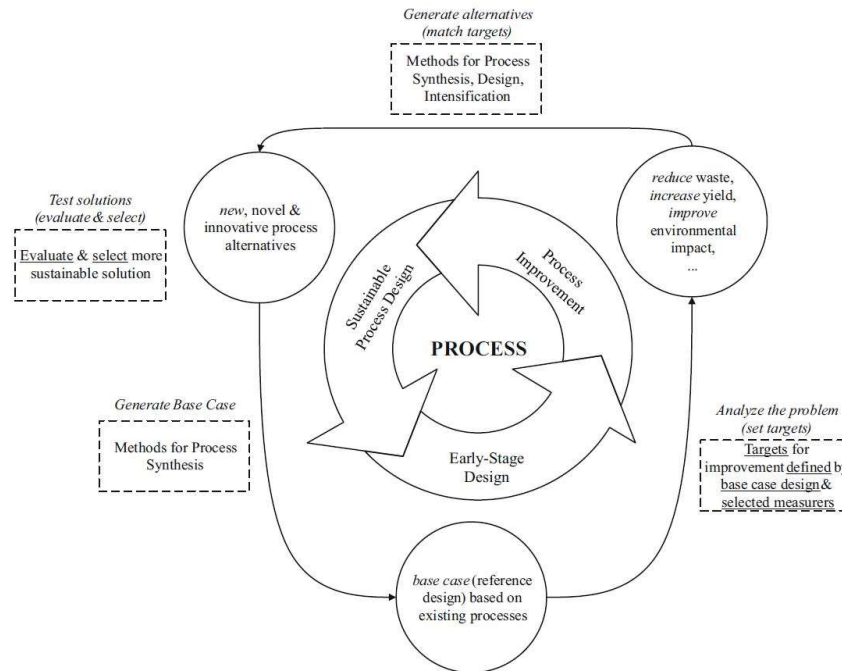 Generate alternatives
(match targets)
Methods for Process
Synthesis, Design,
Intensification
Test solutions
(evaluate & select)
Evaluate & select more
sustainable solution
new, novel &
innovative process
alternatives
reduce waste,
increase yield,
improve
environmental
impact,
...
Sustainable
Process Design
Process
Improvement
PROCESS
Early-Stage
Design
Generate Base Case
Methods for Process
Synthesis
Analyze the problem
(set targets)
Targets for
improvement defined by
base case design &
selected measurers
base case (reference
design) based on
existing processes